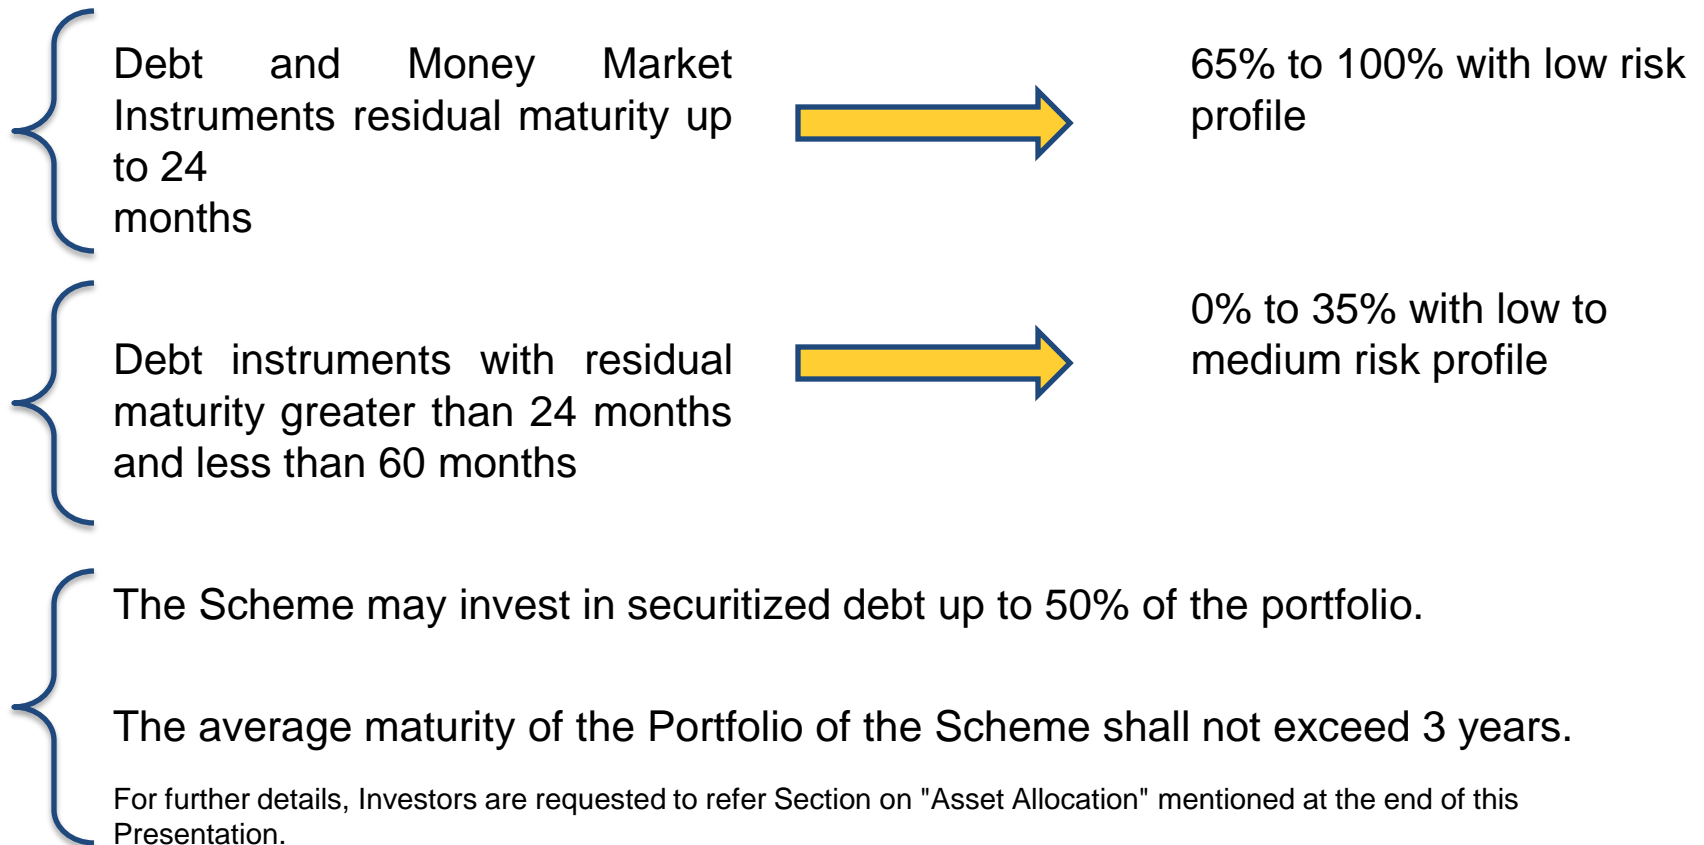 Debt and Money Market
Instruments residual maturity up
to 24
months
65% to 100% with low risk
profile
Debt instruments with residual
maturity greater than 24 months
and less than 60 months
0% to 35% with low to
medium risk profile
The Scheme may invest in securitized debt up to 50% of the portfolio.
The average maturity of the Portfolio of the Scheme shall not exceed 3 years.
For further details, Investors are requested to refer Section on "Asset Allocation" mentioned at the end of this
Presentation.